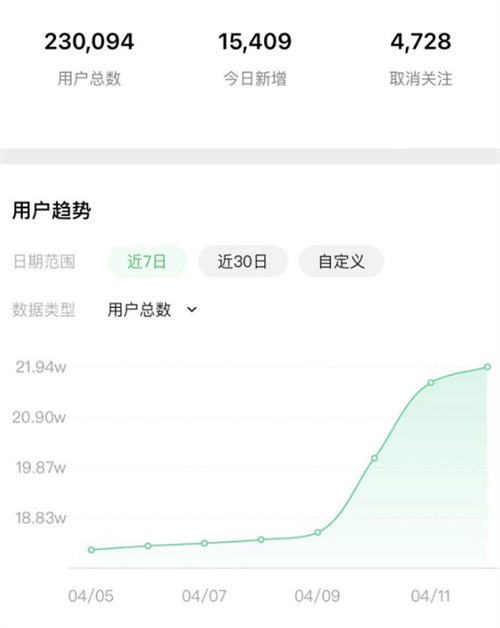 230,094 15,409 4,728
用户总数 今日新增 取消关注
用户趋势
日期范围 近7日 近30日 自定义
数据类型 用户总数
21.94w
20.90w
19.87w
18.83w
04/05 04/07 04/09 04/11